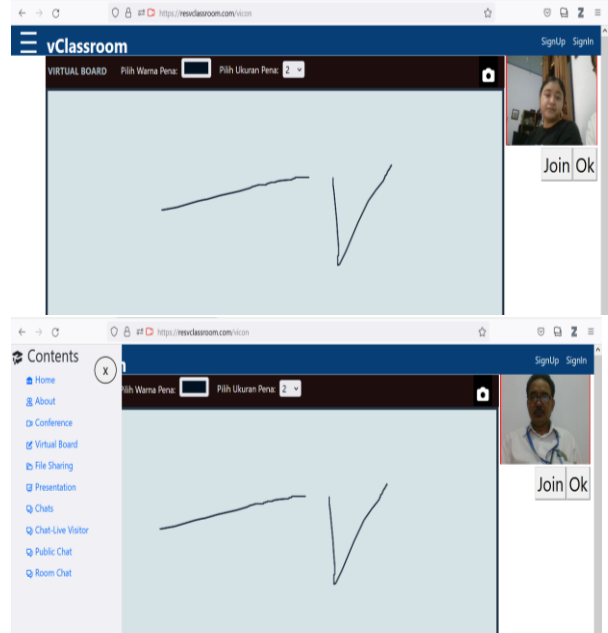 https://resvclassroom.com/vicon
vClassroom
SignUp SignIn
VIRTUAL BOARD Pilih Warna Pena: Pilih Ukuran Pena: 2
Join Ok
https://resvclassroom.com/vicon
Contents
x
SignUp SignIn
Home
Pilih Warna Pena: Pilih Ukuran Pena: 2
About
Conference
Virtual Board
File Sharing
Presentation
Join Ok
Chats
Chat-Live Visitor
Public Chat
Room Chat